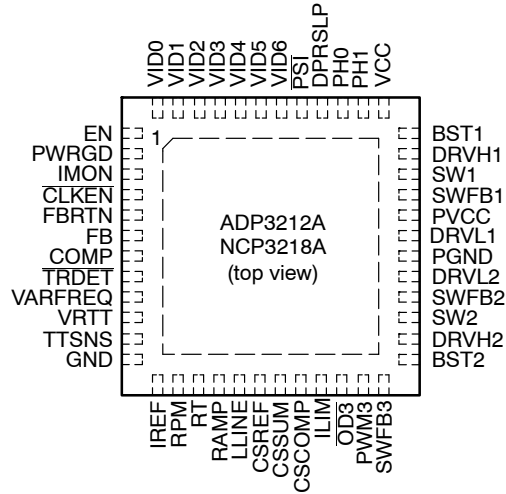 VID0
VID1
VID2
VID3
VID4
VID5
VID6
PSI
DPRSLP
PH0
PH1
VCC
EN
PWRGD
IMON
CLKEN
FBRTN
FB
COMP
TRDET
VARFREQ
VRTT
TTSNS
GND
1
ADP3212A
NCP3218A
(top view)
BST1
DRVH1
SW1
SWFB1
PVCC
DRVL1
PGND
DRVL2
SWFB2
SW2
DRVH2
BST2
IREF
RPM
RT
RAMP
LLINE
CSREF
CSSUM
CSCOMP
ILIM
OD3
PWM3
SWFB3